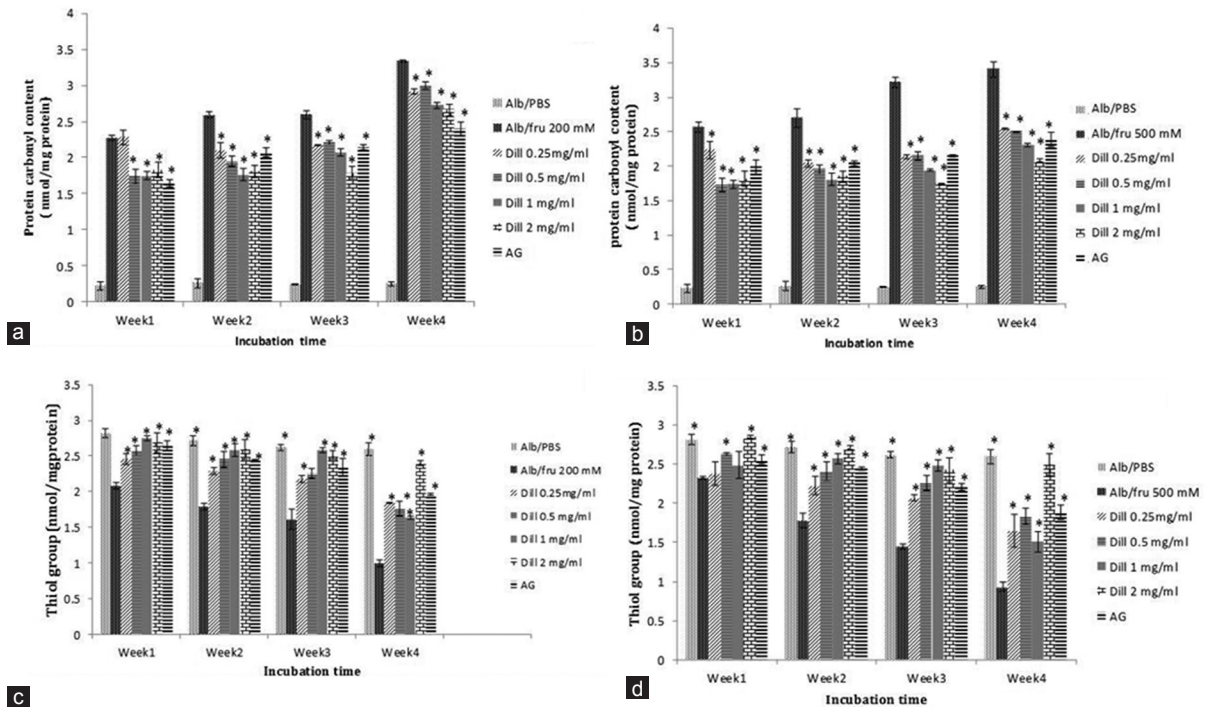 4
3.5
3
2.5
2
1.5
1
0.5
0
Protein carbonyl content
( nmol/mg protein)
* * * *
* * * * *
* * * * *
* * * * *
Week1 Week2 Week3 Week4
Incubation time
Alb/PBS
Alb/fru 200 mM
Dill 0.25mg/ml
Dill 0.5 mg/ml
Dill 1 mg/ml
Dill 2 mg/ml
AG
a
4
3.5
3
2.5
2
1.5
1
0.5
0
protein carbonyl content
(nmol/mg protein)
* * * * *
* * * * *
* * * * *
* * * * *
Week1 Week2 Week3 Week4
Incubation time
Alb/PBS
Alb/fru 500 mM
Dill 0.25mg/ml
Dill 0.5 mg/ml
Dill 1 mg/ml
Dill 2 mg/ml
AG
b
3.5
3
2.5
2
1.5
1
0.5
0
Thiol group (nmol/mgprotein)
* * * * *
* * * * * *
* * * * *
* * * * * *
Week1 Week2 Week3 Week4
Incubation time
Alb/PBS
Alb/fru 200 mM
Dill 0.25mg/ml
Dill 0.5 mg/ml
Dill 1 mg/ml
Dill 2 mg/ml
AG
c
3.5
3
2.5
2
1.5
1
0.5
0
Thiol group (nmol/mg protein)
* * * *
* * * * * *
* * * * * *
* * * * * *
Week1 Week2 Week3 Week4
Incubation time
Alb/PBS
Alb/fru 500 mM
Dill 0.25mg/ml
Dill 0.5 mg/ml
Dill 1 mg/ml
Dill 2 mg/ml
AG
d